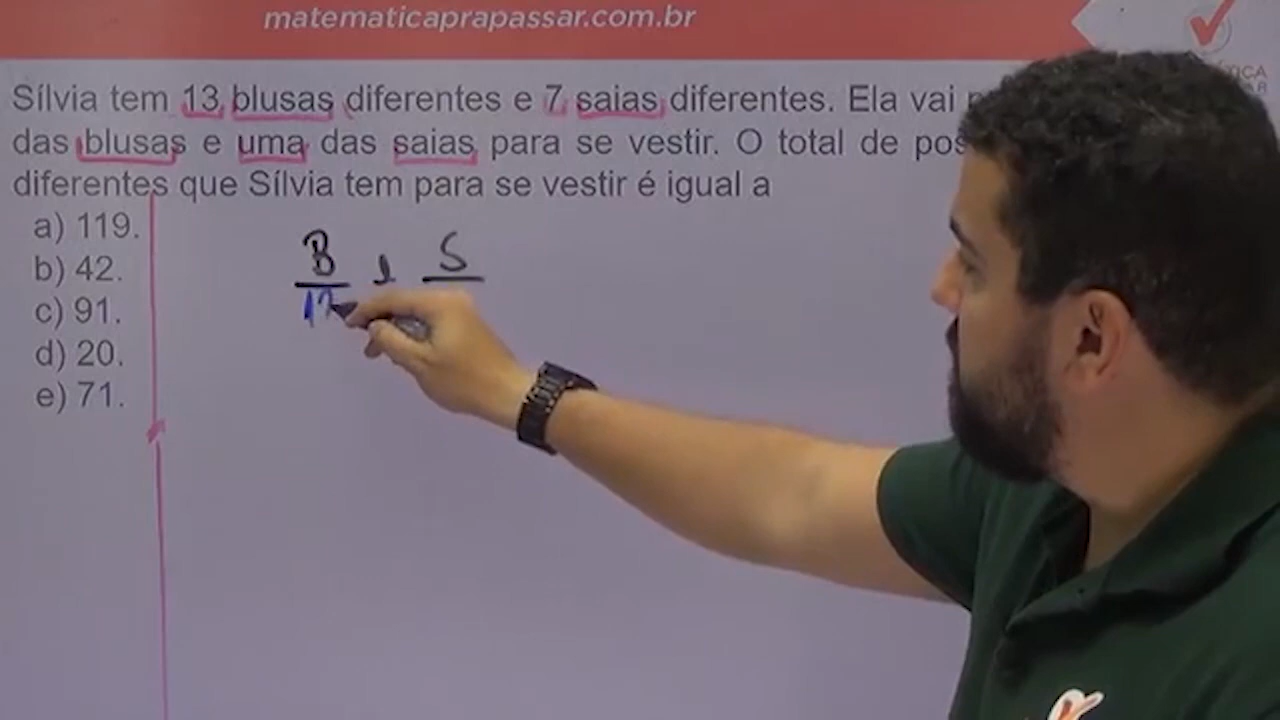 matematicaprapassar.com.br
Sílvia tem 13 blusas diferentes e 7 saias diferentes. Ela vai
das blusas e uma das saias para se vestir. O total de
diferentes que Sílvia tem para se vestir é igual a
a) 119.
b) 42.
c) 91.
d) 20.
e) 71.
B S